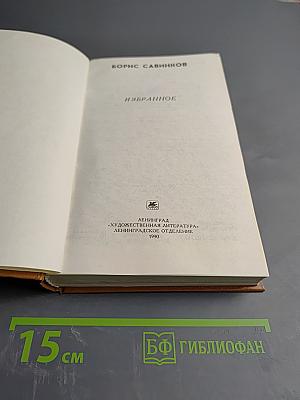 БОРИС САВИНКОВ
ИЗБРАННОЕ
ЛЕНИНГРАД
«ХУДОЖЕСТВЕННАЯ ЛИТЕРАТУРА»
ЛЕНИНГРАДСКОЕ ОТДЕЛЕНИЕ
1990
15 см
БФ ГИБЛИОФАН